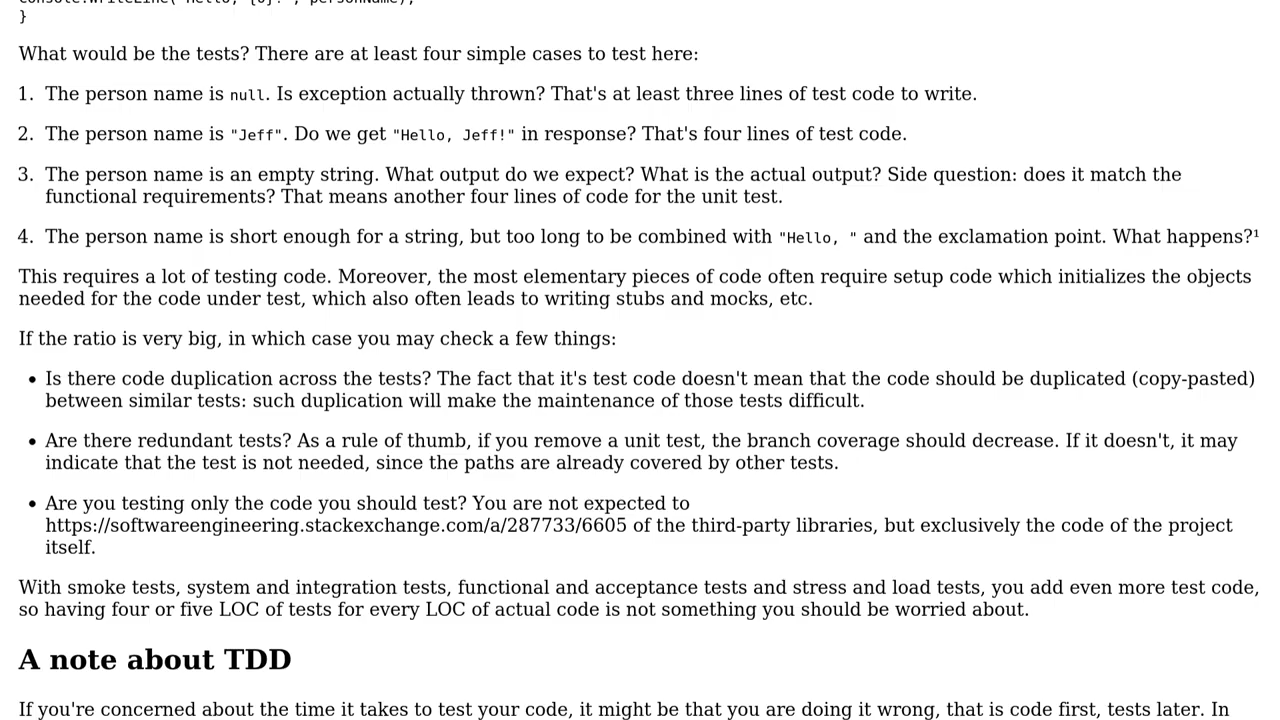 }
What would be the tests? There are at least four simple cases to test here:
1. The person name is null. Is exception actually thrown? That's at least three lines of test code to write.
2. The person name is "Jeff". Do we get "Hello, Jeff!" in response? That's four lines of test code.
3. The person name is an empty string. What output do we expect? What is the actual output? Side question: does it match the
functional requirements? That means another four lines of code for the unit test.
4. The person name is short enough for a string, but too long to be combined with "Hello, " and the exclamation point. What happens?¹
This requires a lot of testing code. Moreover, the most elementary pieces of code often require setup code which initializes the objects
needed for the code under test, which also often leads to writing stubs and mocks, etc.
If the ratio is very big, in which case you may check a few things:
• Is there code duplication across the tests? The fact that it's test code doesn't mean that the code should be duplicated (copy-pasted)
between similar tests: such duplication will make the maintenance of those tests difficult.
• Are there redundant tests? As a rule of thumb, if you remove a unit test, the branch coverage should decrease. If it doesn't, it may
indicate that the test is not needed, since the paths are already covered by other tests.
• Are you testing only the code you should test? You are not expected to
https://softwareengineering.stackexchange.com/a/287733/6605 of the third-party libraries, but exclusively the code of the project
itself.
With smoke tests, system and integration tests, functional and acceptance tests and stress and load tests, you add even more test code,
so having four or five LOC of tests for every LOC of actual code is not something you should be worried about.
A note about TDD
If you're concerned about the time it takes to test your code, it might be that you are doing it wrong, that is code first, tests later. In